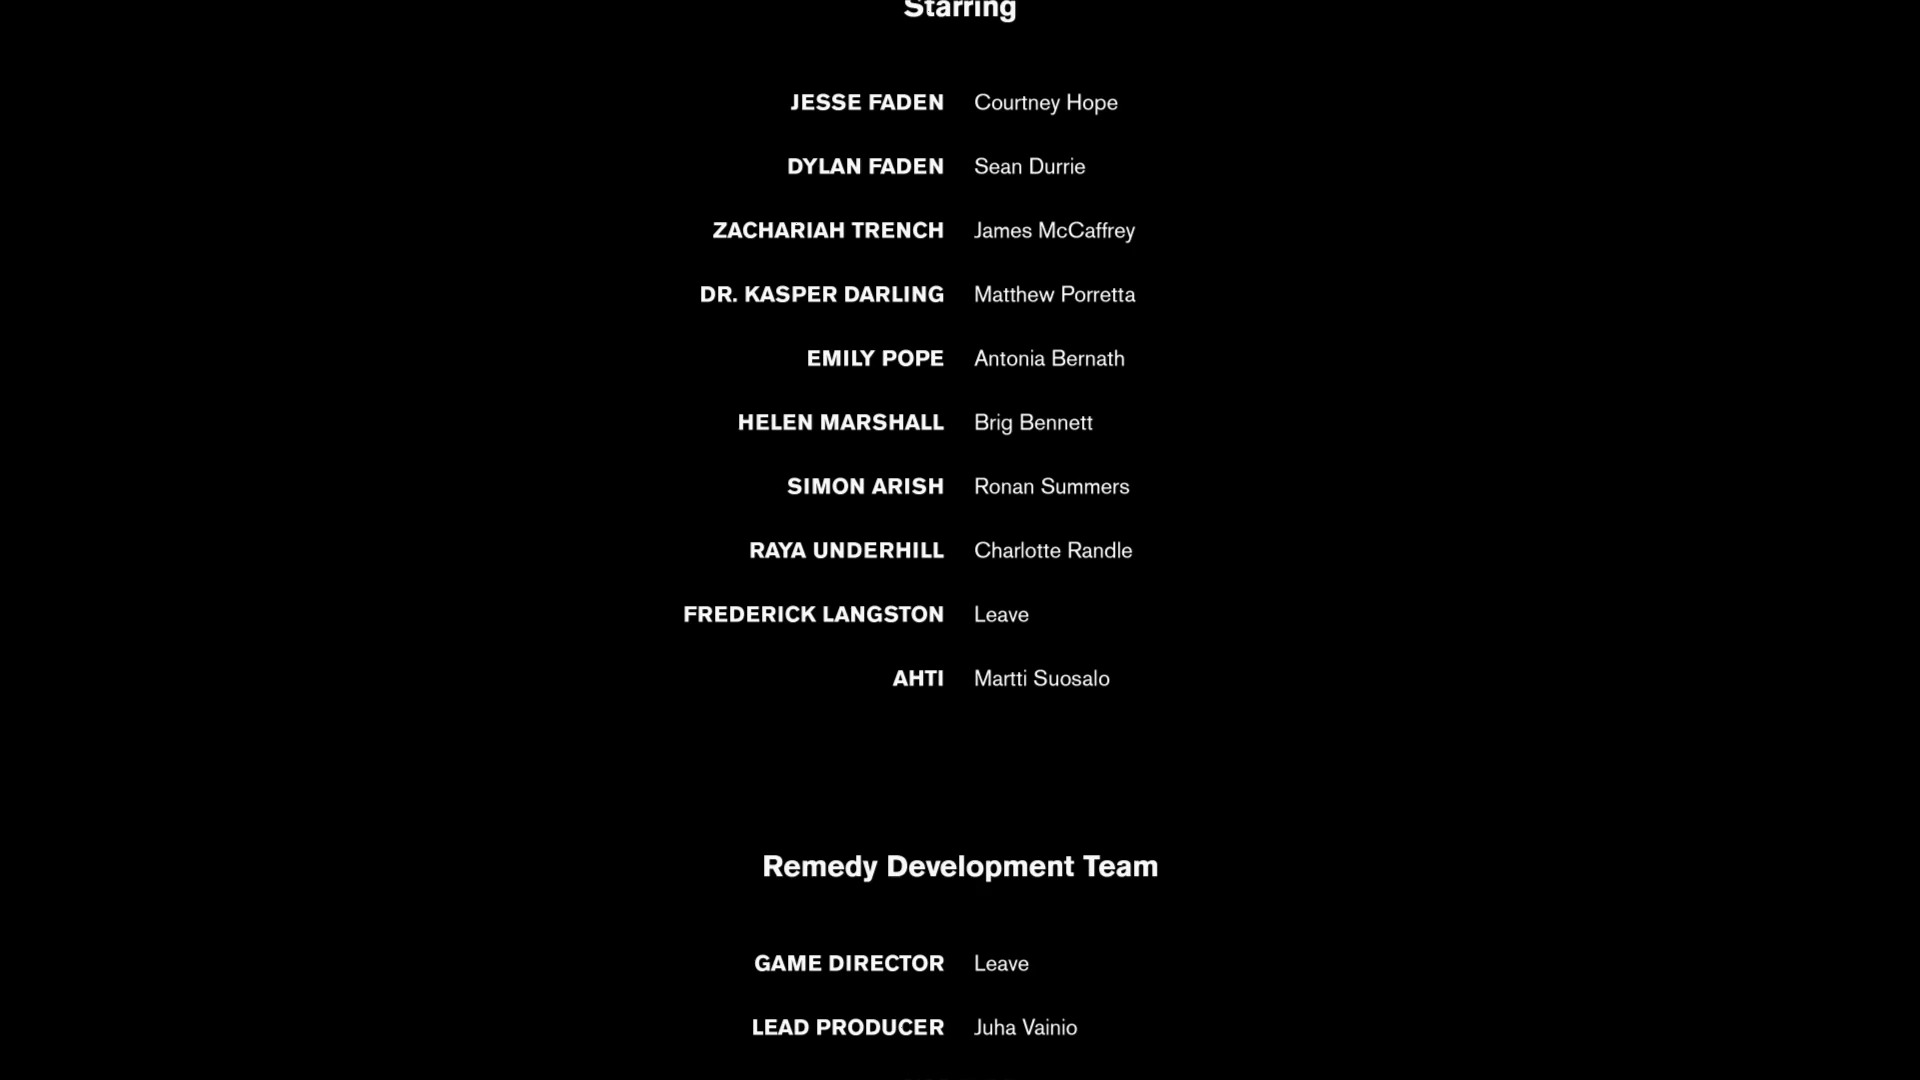 Starring
JESSE FADEN Courtney Hope
DYLAN FADEN Sean Durrie
ZACHARIAH TRENCH James McCaffrey
DR. KASPER DARLING Matthew Porretta
EMILY POPE Antonia Bernath
HELEN MARSHALL Brig Bennett
SIMON ARISH Ronan Summers
RAYA UNDERHILL Charlotte Randle
FREDERICK LANGSTON Leave
AHTI Martti Suosalo
Remedy Development Team
GAME DIRECTOR Leave
LEAD PRODUCER Juha Vainio